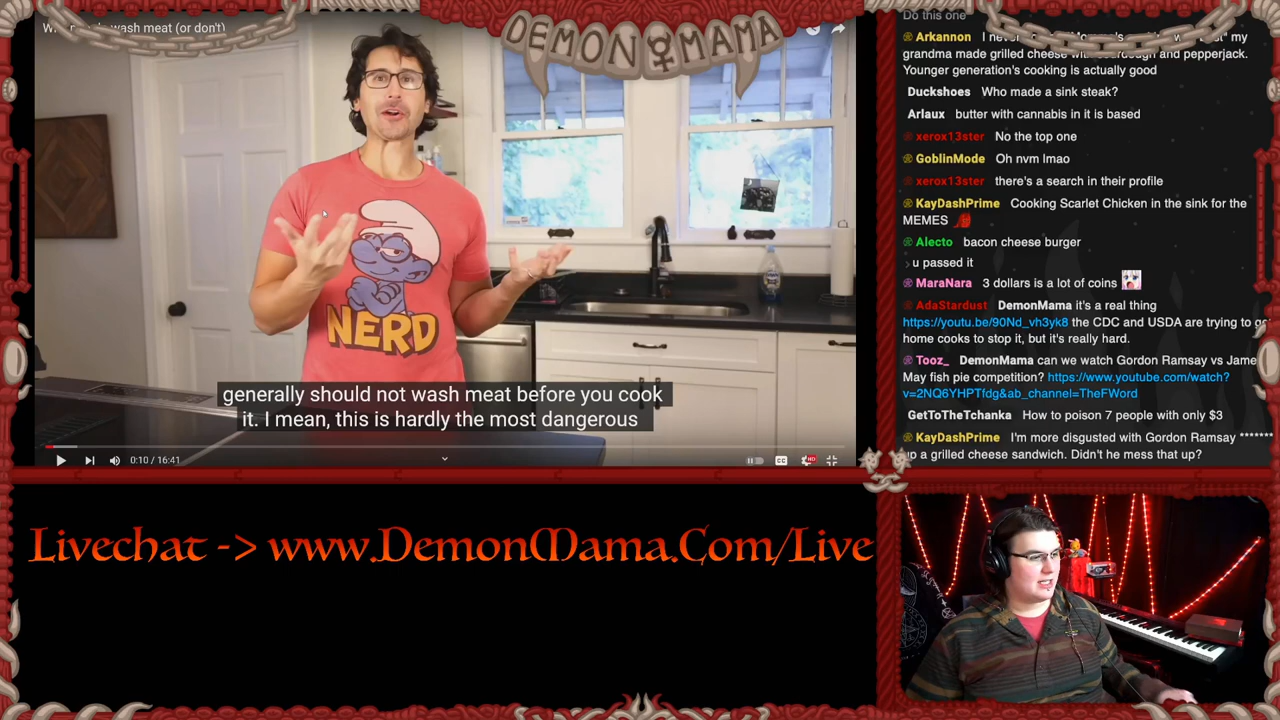 wash meat (or don't)
DEMON MAMA
NERD
generally should not wash meat before you cook
it. I mean, this is hardly the most dangerous
0:10 / 16:41
CC
HD
Do this one
Arkannon my
grandma made grilled cheese and pepperjack.
Younger generation's cooking is actually good
Duckshoes Who made a sink steak?
Arlaux butter with cannabis in it is based
xerox13ster No the top one
GoblinMode Oh nvm lmao
xerox13ster there's a search in their profile
KayDashPrime Cooking Scarlet Chicken in the sink for the
MEMES
Alecto bacon cheese burger
u passed it
MaraNara 3 dollars is a lot of coins
AdaStardust DemonMama it's a real thing
https://youtu.be/90Nd_vh3yk8 the CDC and USDA are trying to ge
home cooks to stop it, but it's really hard.
Tooz_ DemonMama can we watch Gordon Ramsay vs Jame
May fish pie competition? https://www.youtube.com/watch?
v=2NQ6YHPTfdg&ab_channel=TheFWord
GetToTheTchanka How to poison 7 people with only $3
KayDashPrime I'm more disgusted with Gordon Ramsay *******
up a grilled cheese sandwich. Didn't he mess that up?
Livechat -> www.DemonMama.Com/Live